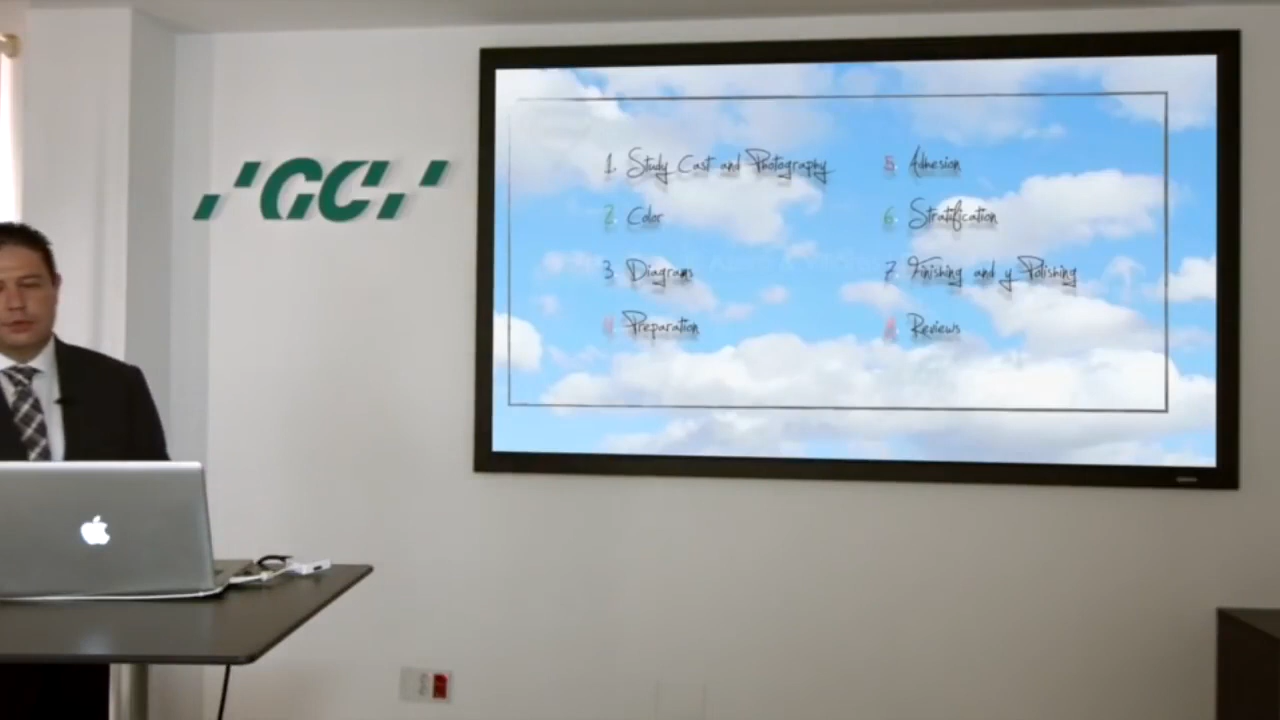 GC
1. Study Cast and Photography
2. Color
3. Diagrams
4. Preparation
5. Adhesion
6. Stratification
7. Finishing and y Polishing
8. Reviews